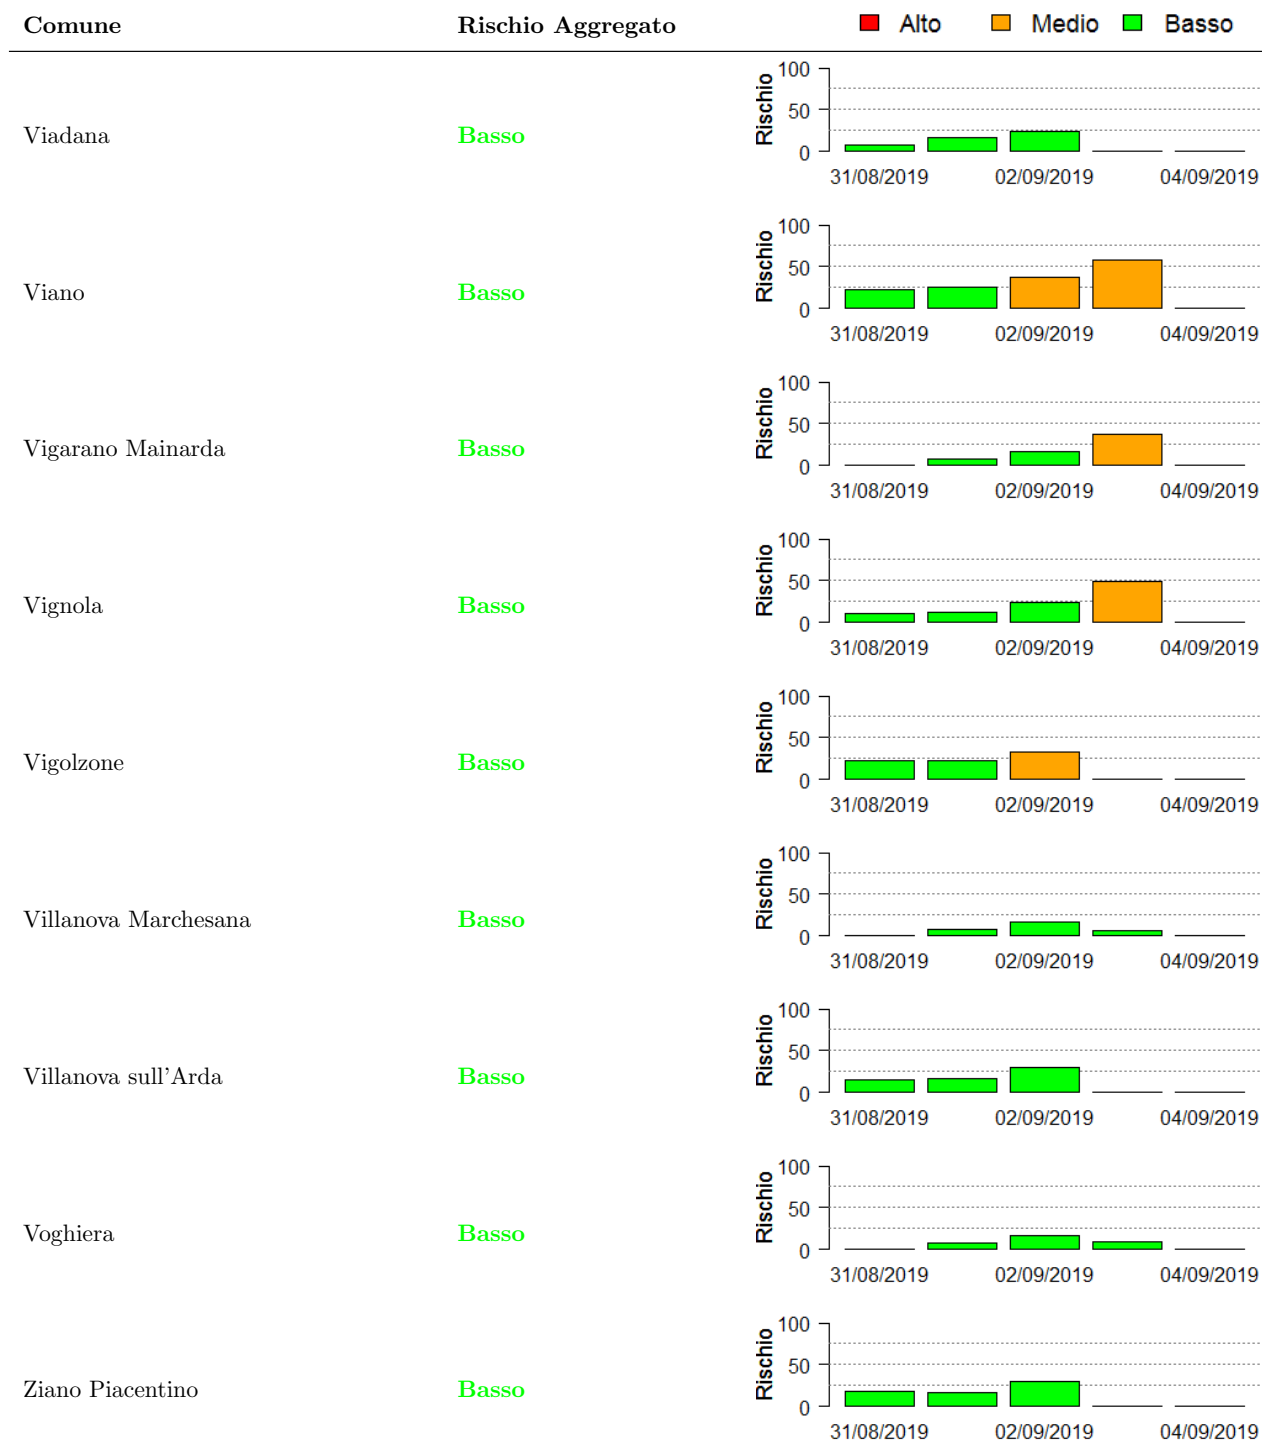 Comune Rischio Aggregato Alto Medio Basso
Viadana Basso Rischio 100 50 0
31/08/2019 02/09/2019 04/09/2019
Viano Basso Rischio 100 50 0
31/08/2019 02/09/2019 04/09/2019
Vigarano Mainarda Basso Rischio 100 50 0
31/08/2019 02/09/2019 04/09/2019
Vignola Basso Rischio 100 50 0
31/08/2019 02/09/2019 04/09/2019
Vigolzone Basso Rischio 100 50 0
31/08/2019 02/09/2019 04/09/2019
Villanova Marchesana Basso Rischio 100 50 0
31/08/2019 02/09/2019 04/09/2019
Villanova sull'Arda Basso Rischio 100 50 0
31/08/2019 02/09/2019 04/09/2019
Voghiera Basso Rischio 100 50 0
31/08/2019 02/09/2019 04/09/2019
Ziano Piacentino Basso Rischio 100 50 0
31/08/2019 02/09/2019 04/09/2019